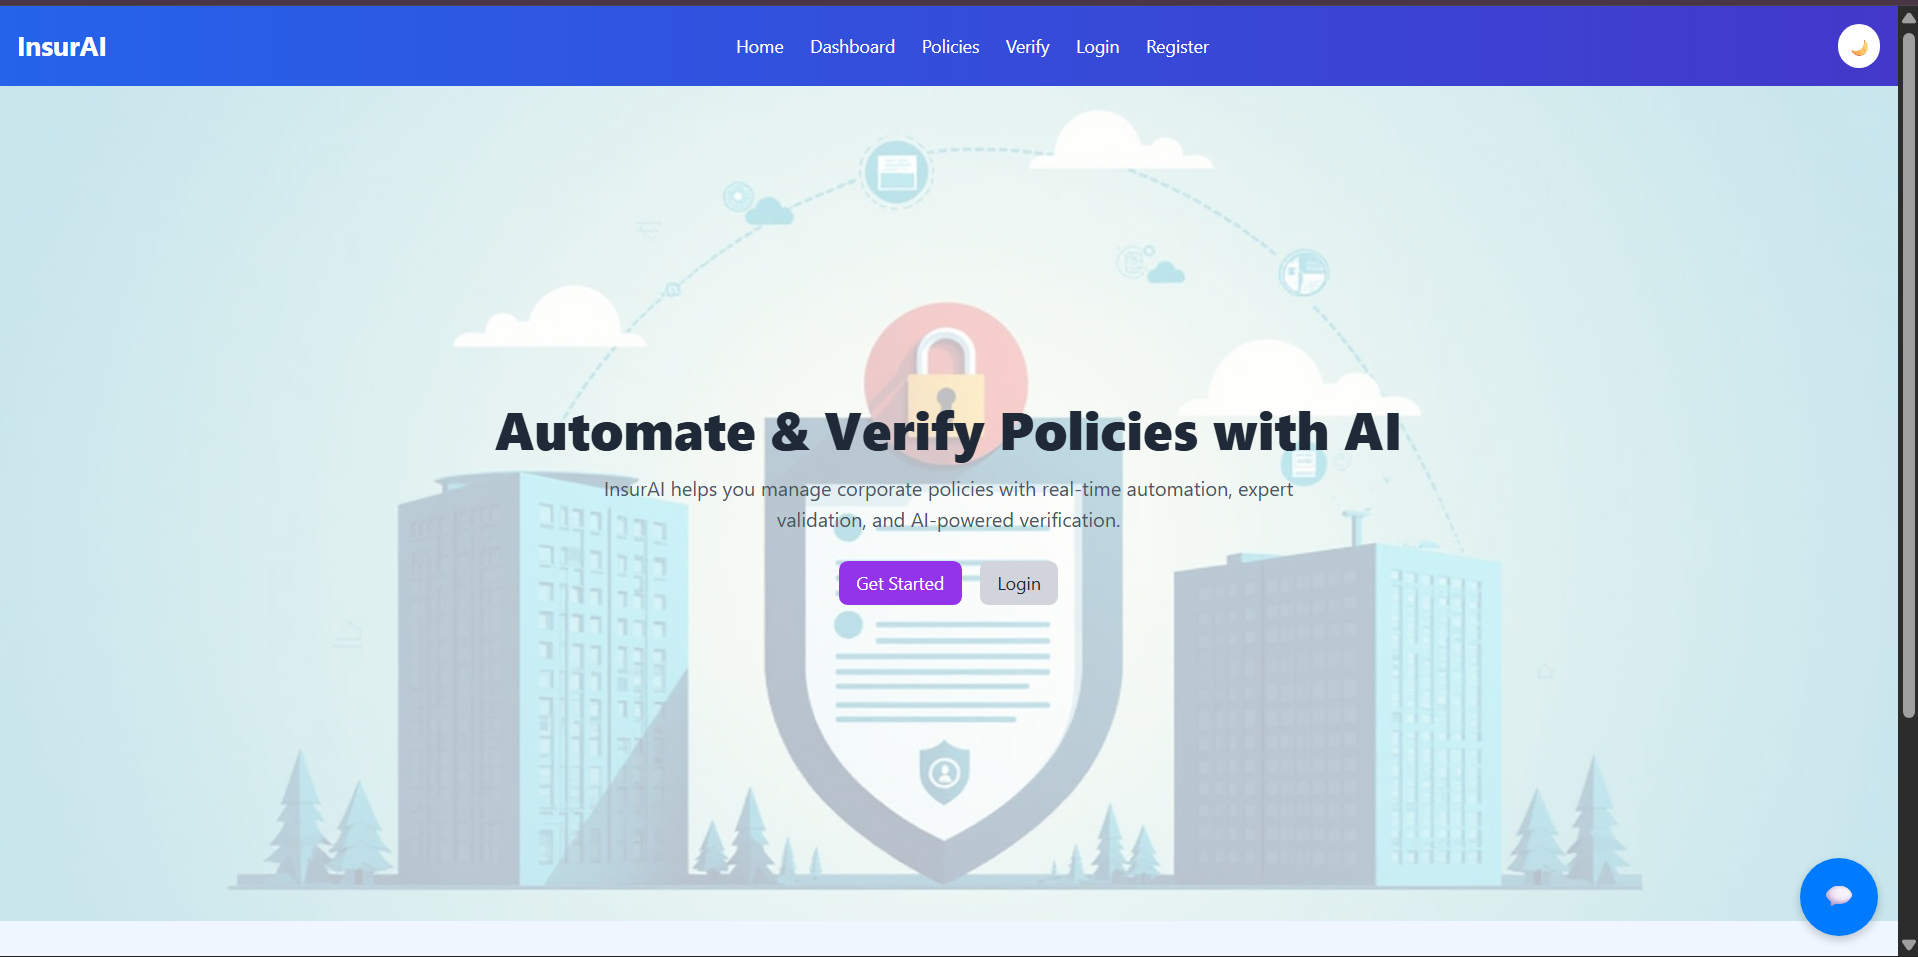 InsurAI
Home Dashboard Policies Verify Login Register
Automate & Verify Policies with AI
InsurAI helps you manage corporate policies with real-time automation, expert
validation, and AI-powered verification.
Get Started Login